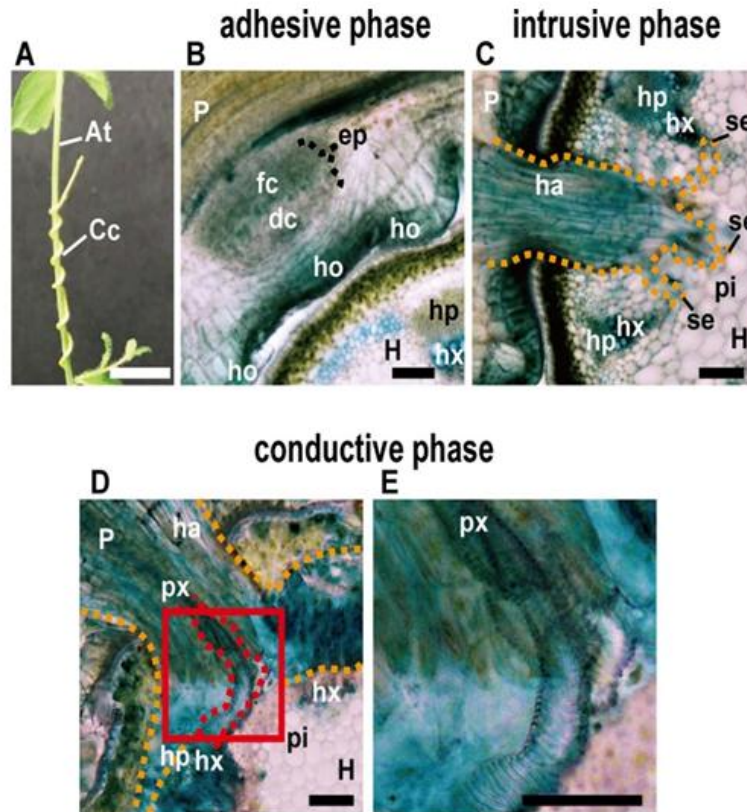 adhesive phase
intrusive phase
A
At
Cc
B
P
ep
fc
dc
ho
ho
ho
hp
H
hx
C
P
hp
hx
se
ha
se
pi
se
hx
hp
H
conductive phase
D
ha
P
px
hx
pi
hp
hx
H
E
px